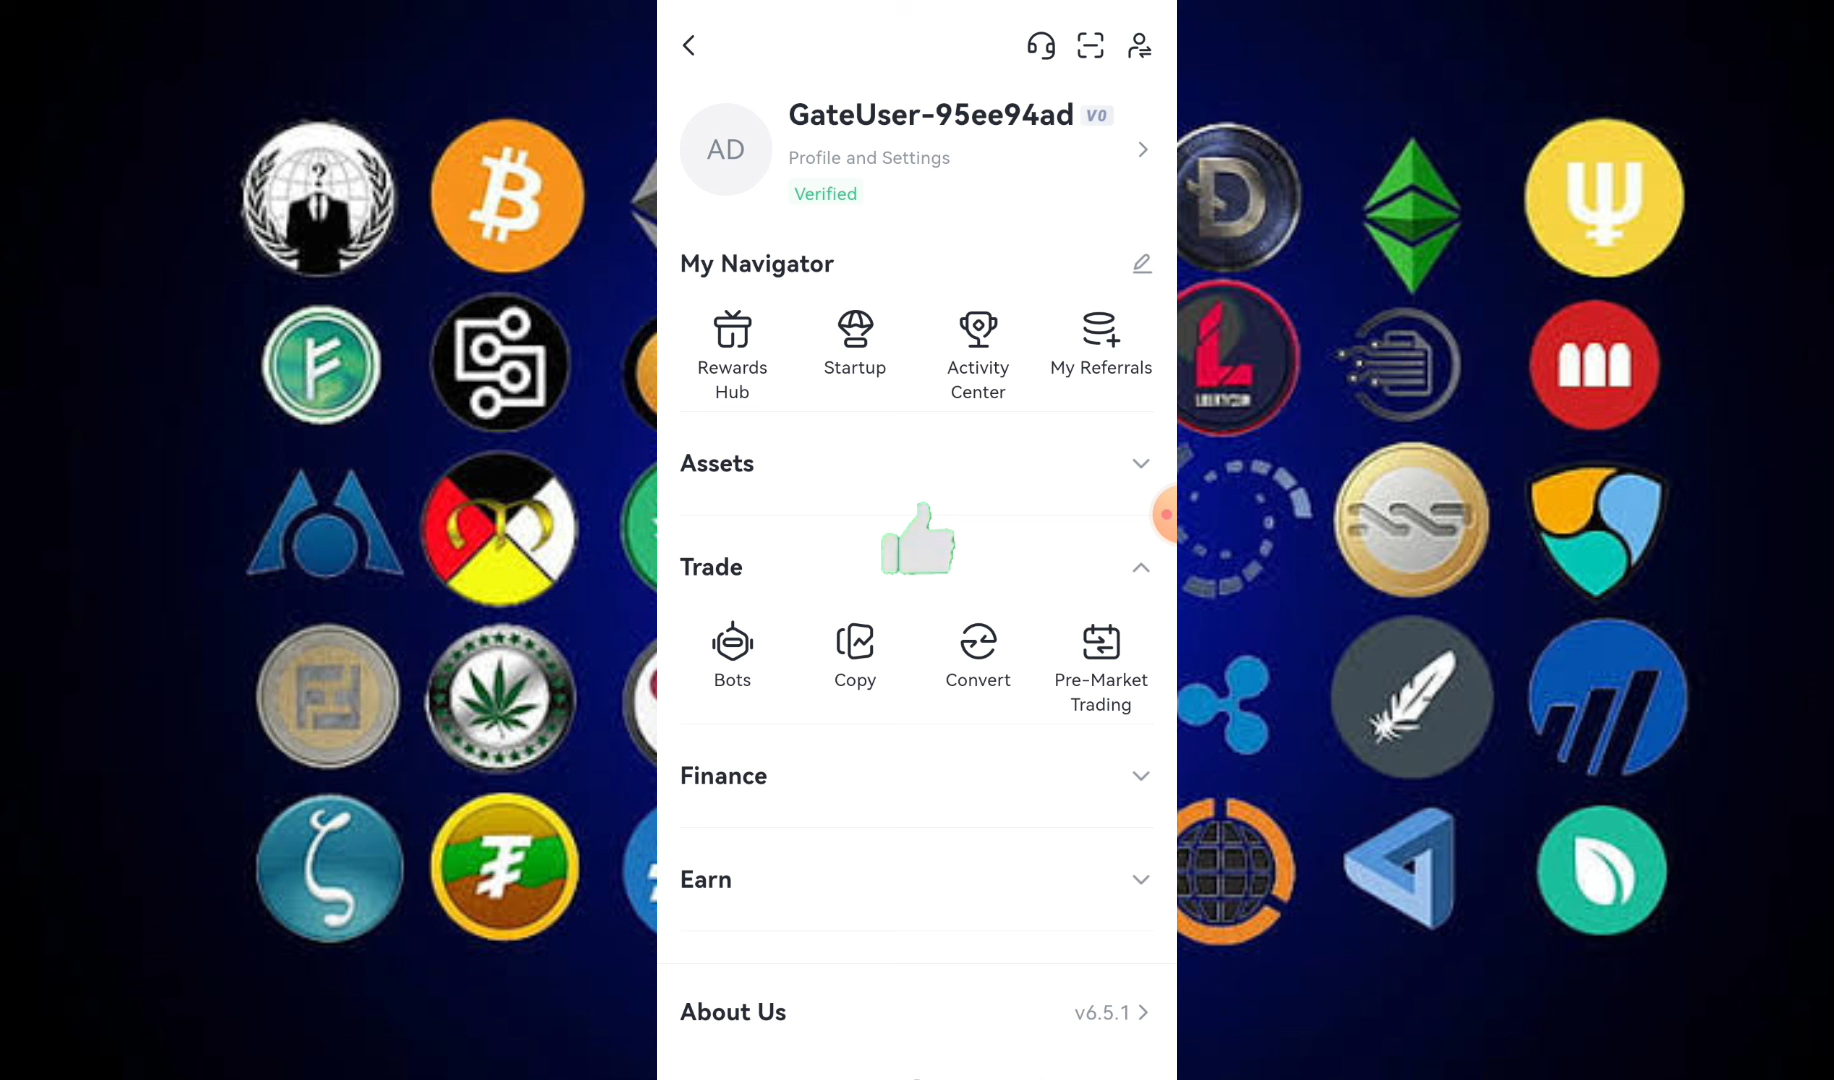 GateUser-95ee94ad V0
Profile and Settings
Verified
My Navigator
Rewards Hub
Startup
Activity Center
My Referrals
Assets
Trade
Bots
Copy
Convert
Pre-Market Trading
Finance
Earn
About Us
v6.5.1
AD
?
LIBERTYCOIN